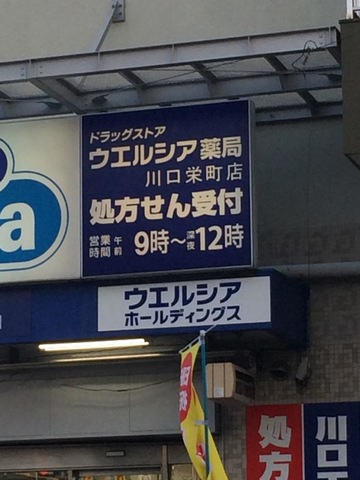 ドラッグストア
ウエルシア薬局
川口栄町店
処方せん受付
営業時間 午前9時〜深夜12時
a
ウエルシア
ホールディングス
処方
川口工